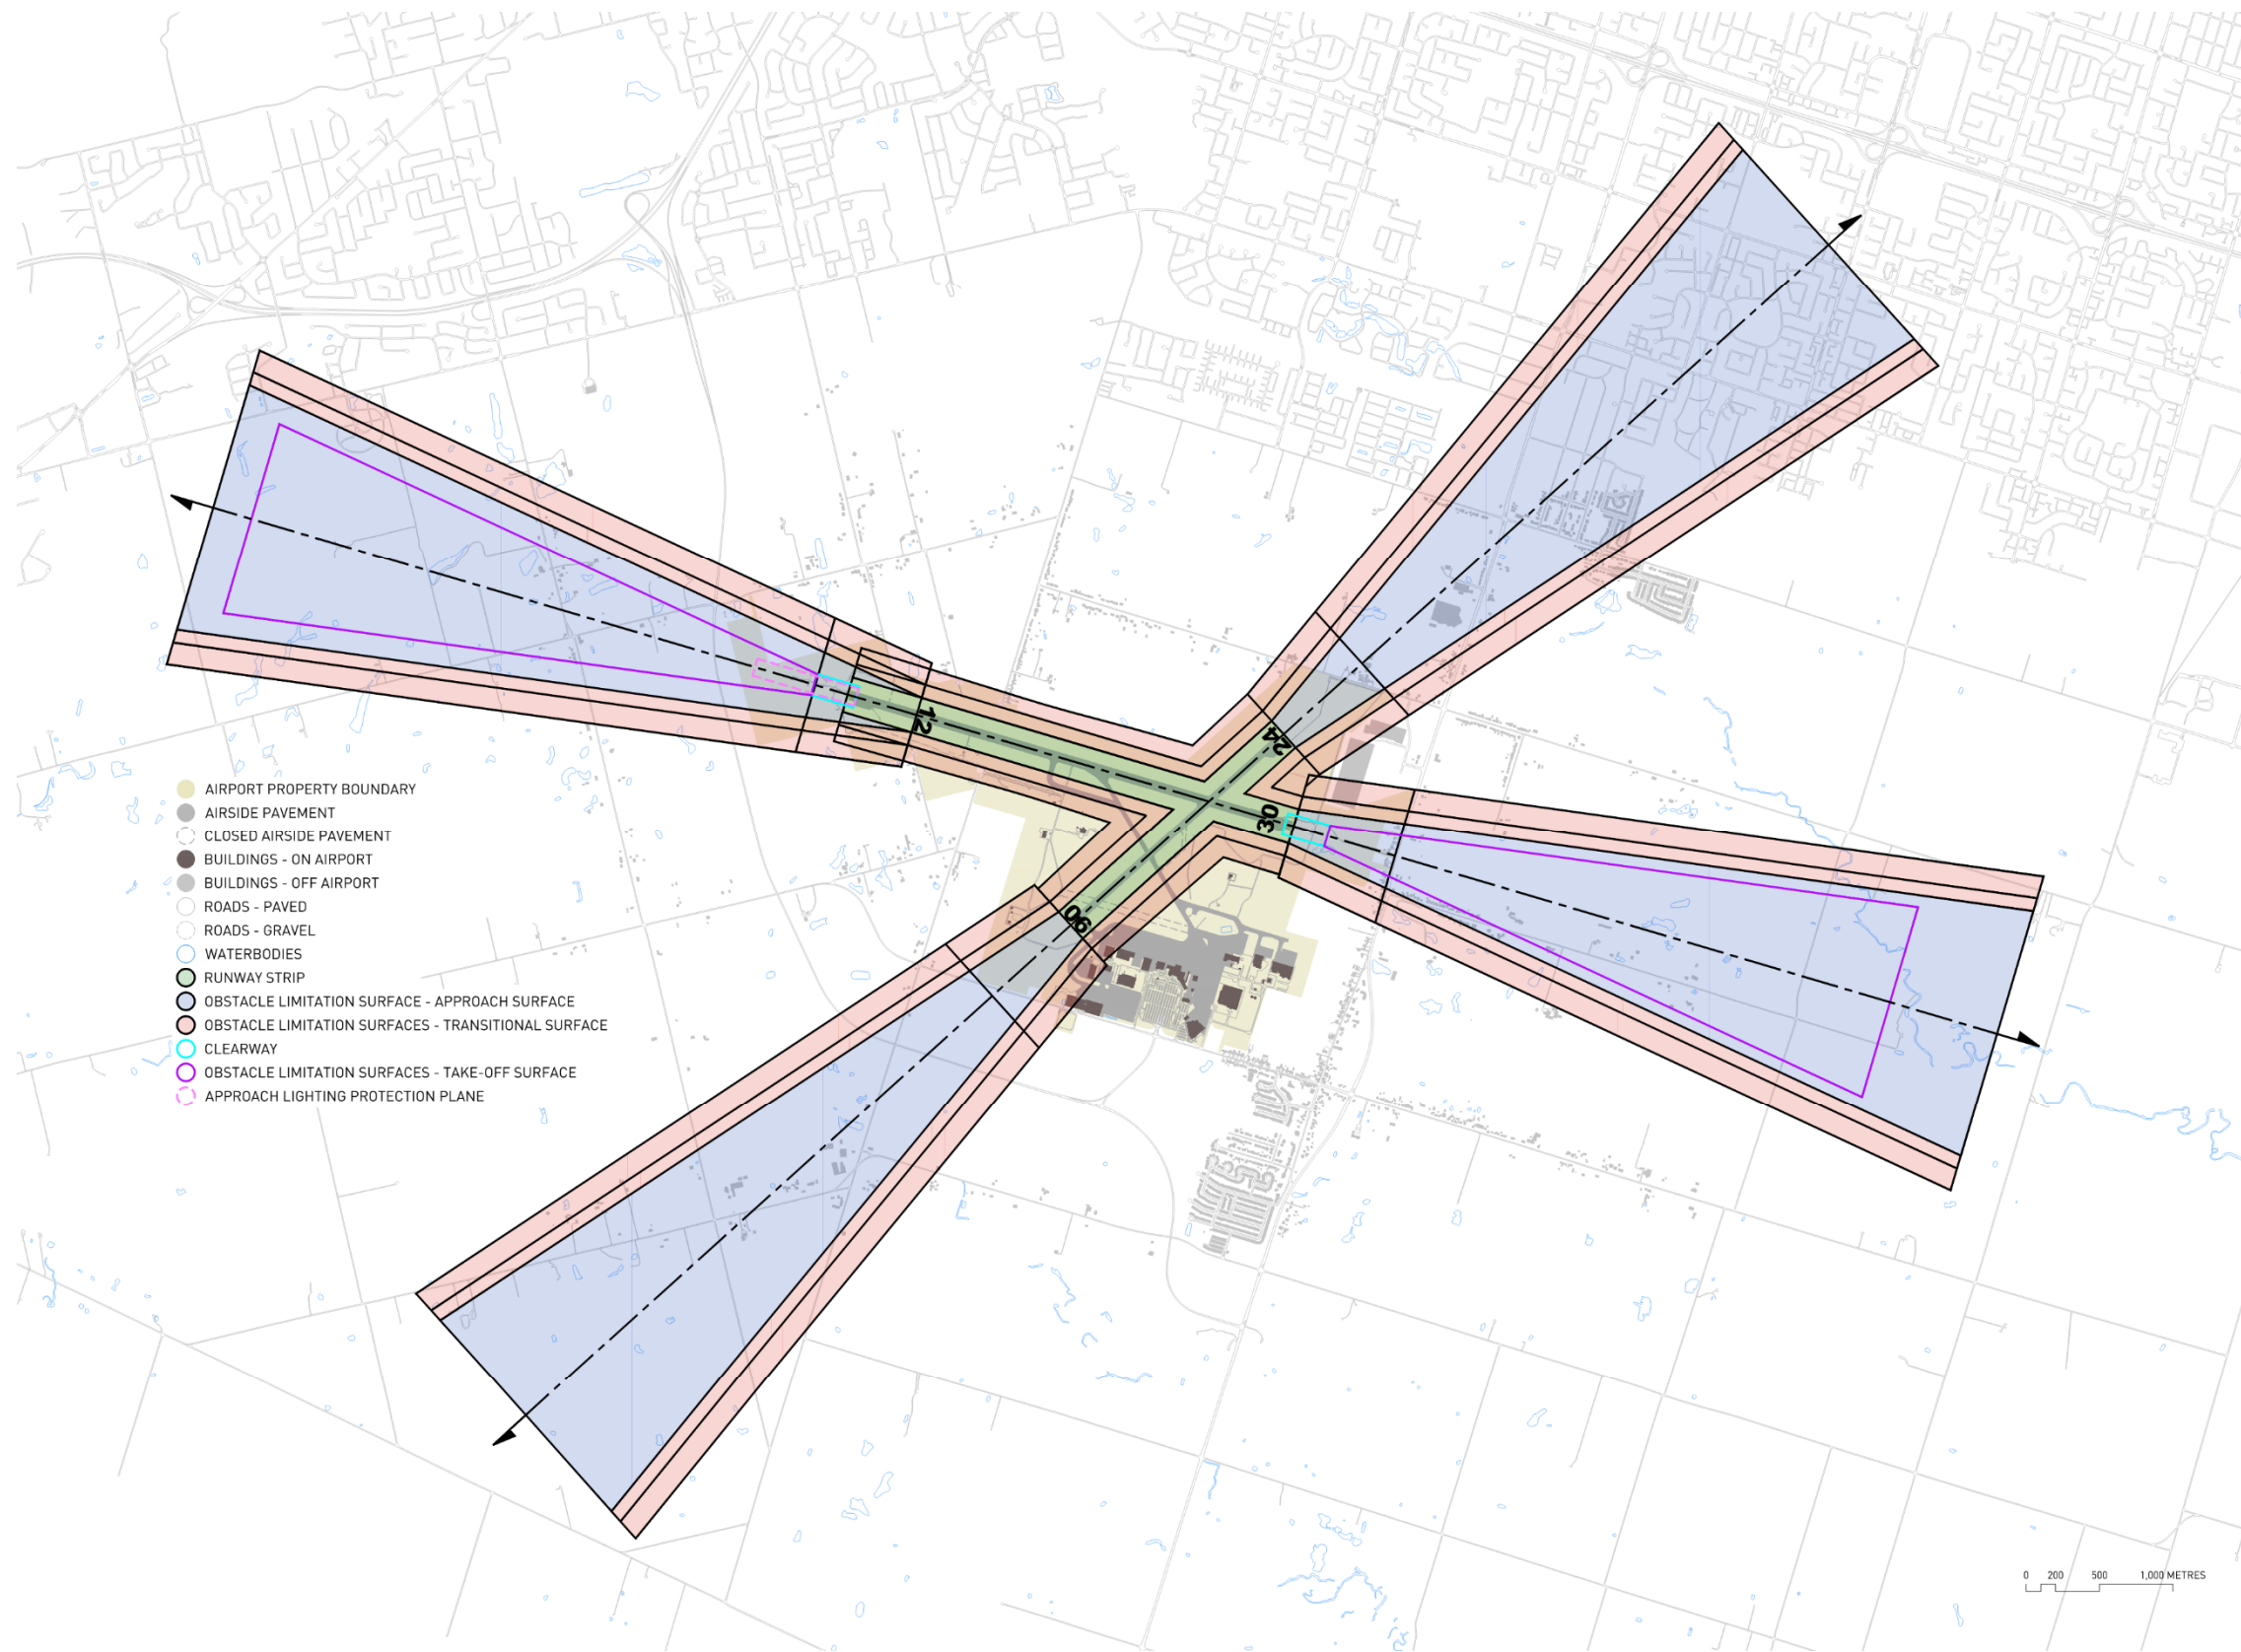 12
24
30
06
AIRPORT PROPERTY BOUNDARY
AIRSIDE PAVEMENT
CLOSED AIRSIDE PAVEMENT
BUILDINGS - ON AIRPORT
BUILDINGS - OFF AIRPORT
ROADS - PAVED
ROADS - GRAVEL
WATERBODIES
RUNWAY STRIP
OBSTACLE LIMITATION SURFACE - APPROACH SURFACE
OBSTACLE LIMITATION SURFACES - TRANSITIONAL SURFACE
CLEARWAY
OBSTACLE LIMITATION SURFACES - TAKE-OFF SURFACE
APPROACH LIGHTING PROTECTION PLANE
0 200 500 1,000 METRES